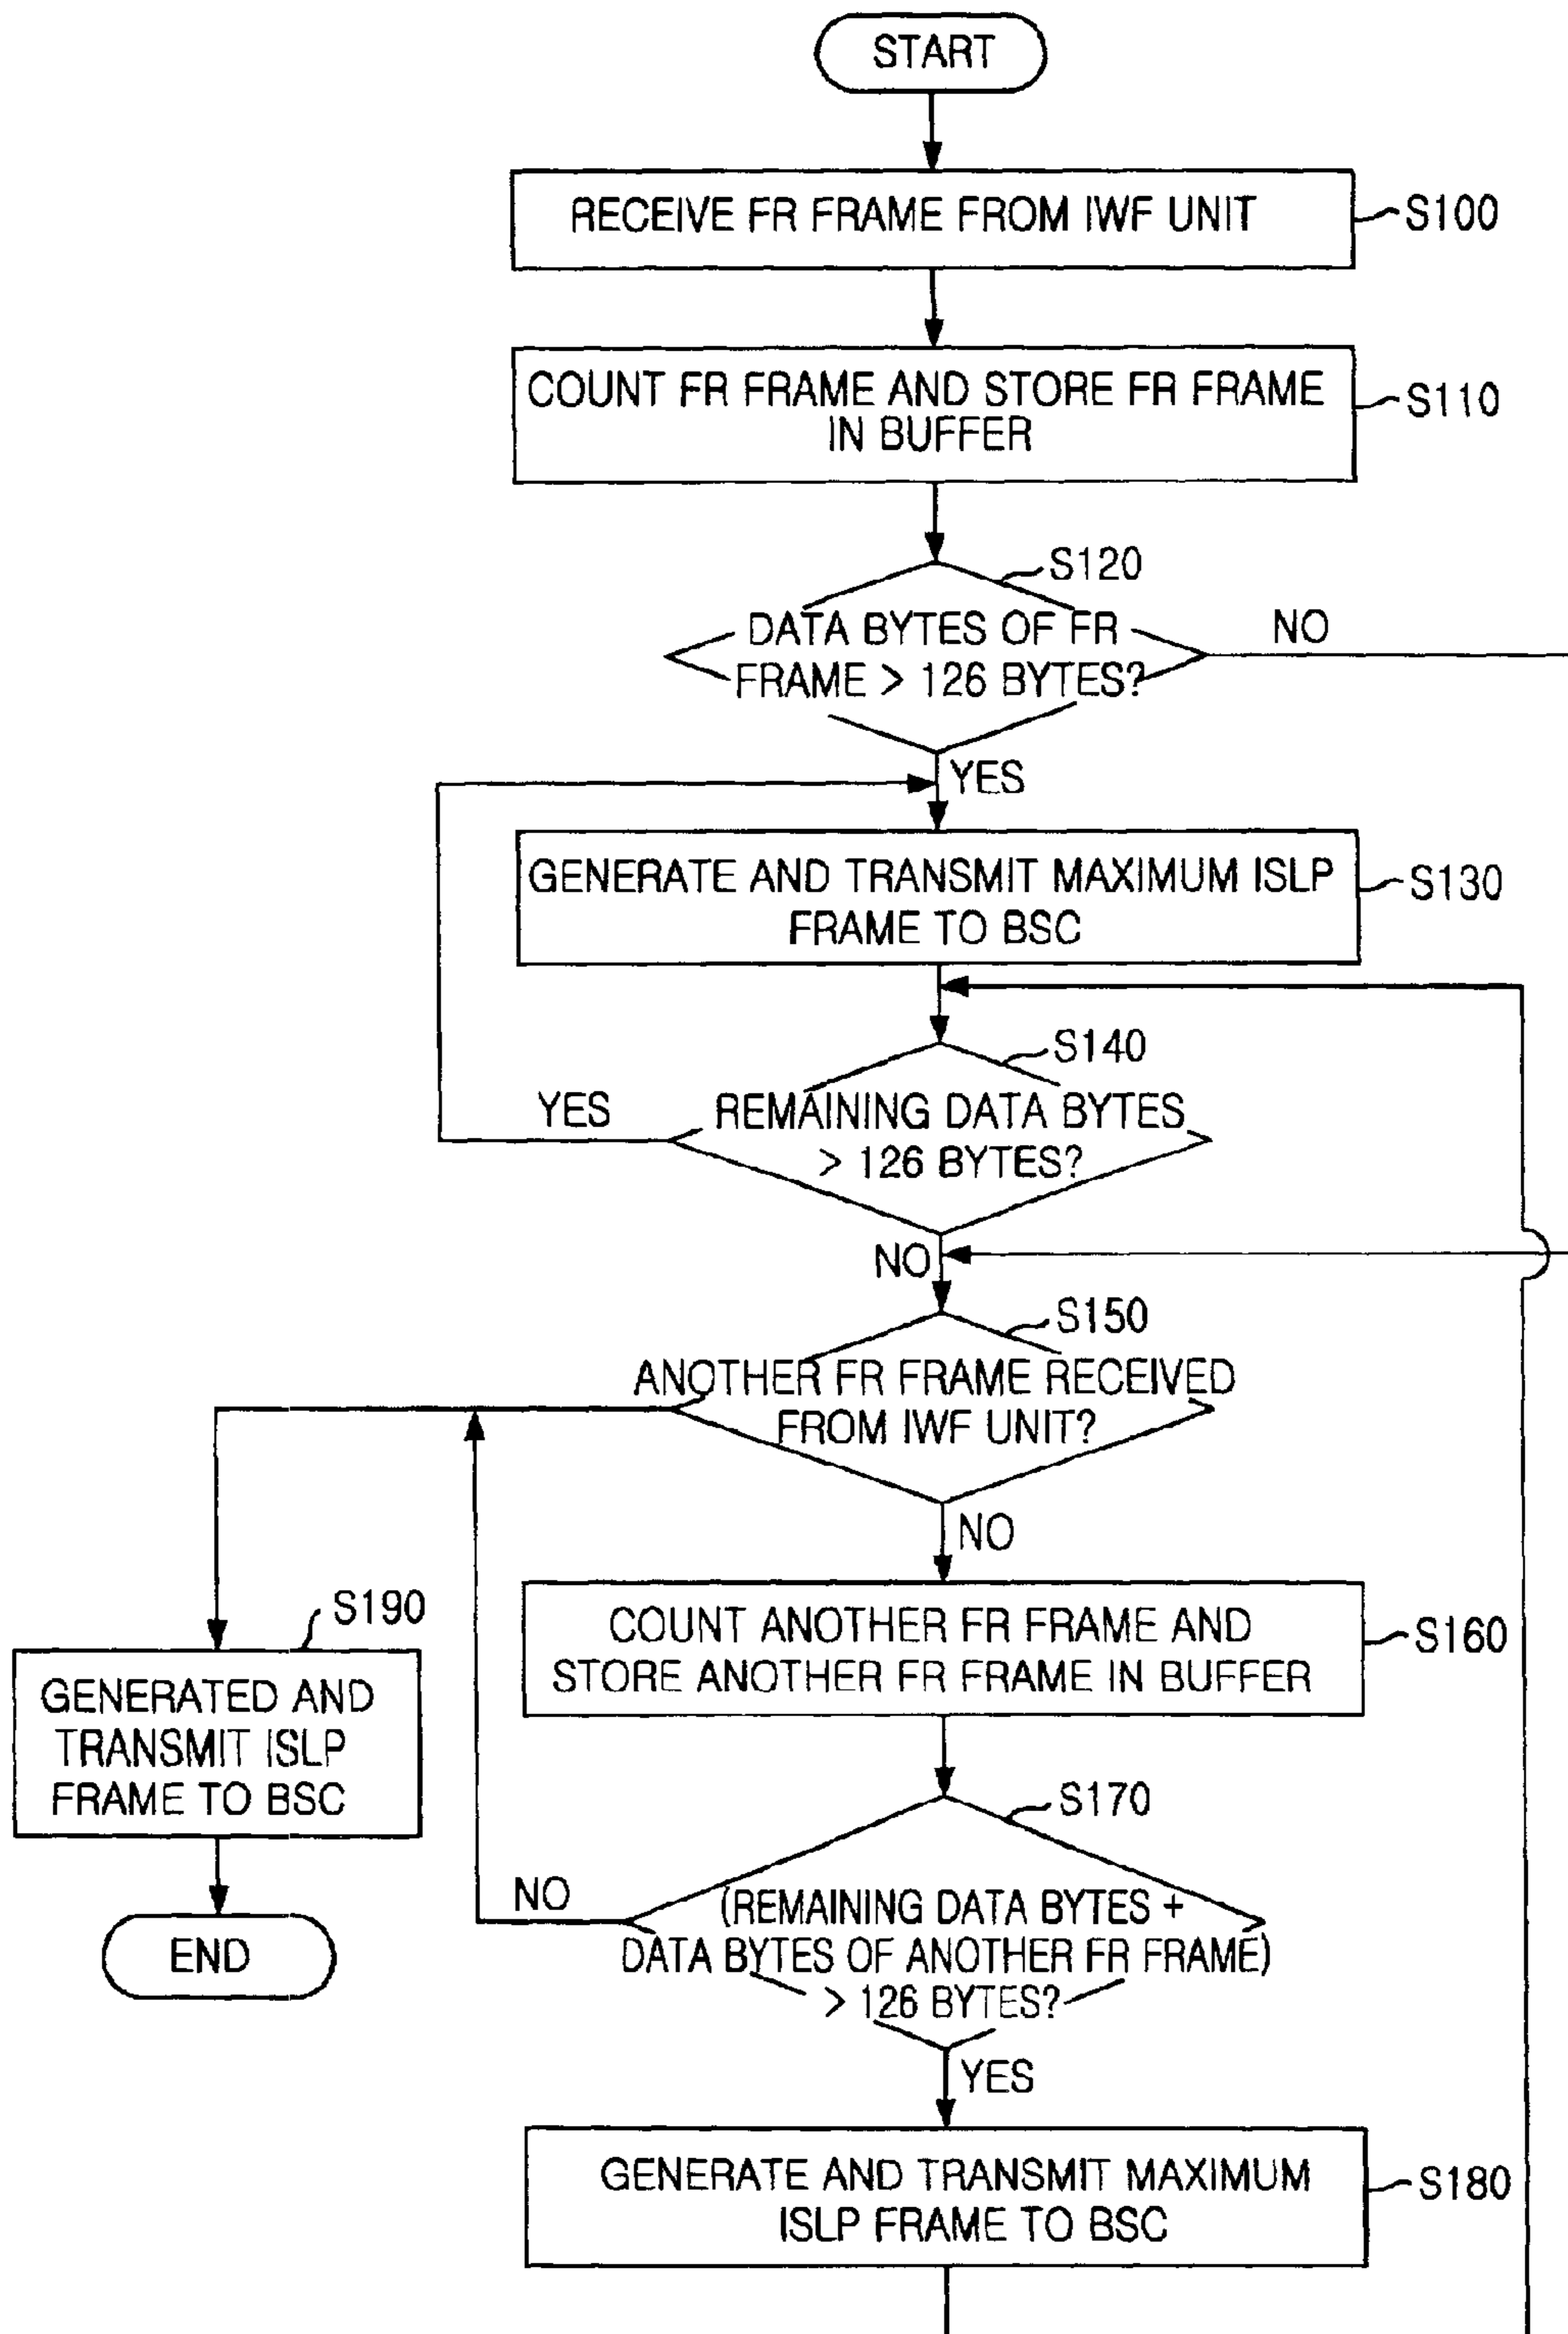 START
RECEIVE FR FRAME FROM IWF UNIT
S100
COUNT FR FRAME AND STORE FR FRAME
IN BUFFER
S110
S120
DATA BYTES OF FR
FRAME > 126 BYTES?
NO
YES
GENERATE AND TRANSMIT MAXIMUM ISLP
FRAME TO BSC
S130
S140
YES
REMAINING DATA BYTES
> 126 BYTES?
NO
S150
ANOTHER FR FRAME RECEIVED
FROM IWF UNIT?
NO
COUNT ANOTHER FR FRAME AND
STORE ANOTHER FR FRAME IN BUFFER
S160
S190
GENERATED AND
TRANSMIT ISLP
FRAME TO BSC
S170
NO
(REMAINING DATA BYTES +
DATA BYTES OF ANOTHER FR FRAME)
> 126 BYTES?
END
YES
GENERATE AND TRANSMIT MAXIMUM
ISLP FRAME TO BSC
S180